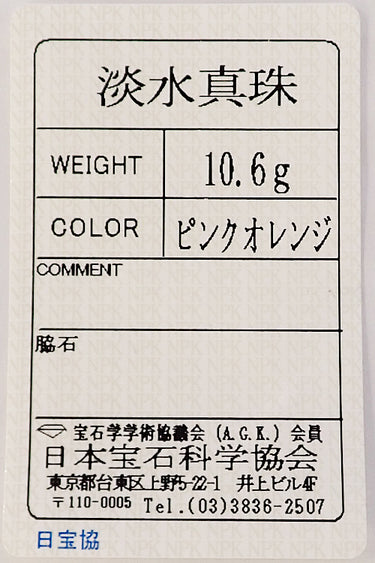 淡水真珠
WEIGHT 10.6g
COLOR ピンクオレンジ
COMMENT
脇石
宝石学学術協議会 (A.G.K.) 会員
日本宝石科学協会
東京都台東区上野5-22-1 井上ビル4F
〒110-0005 Tel.(03)3836-2507
日宝協